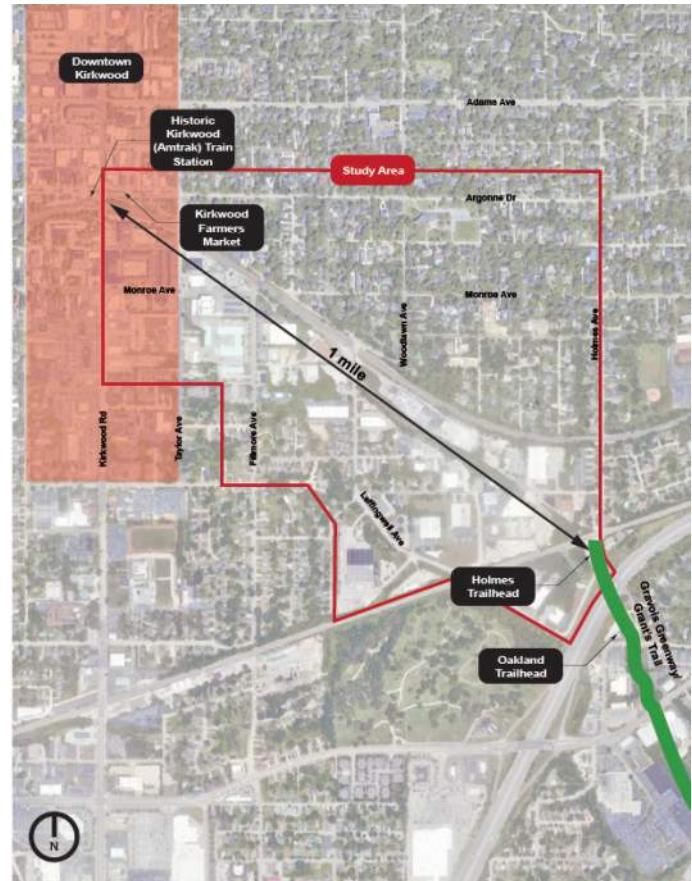 Downtown
Kirkwood
Adams Ave
Historic
Kirkwood
(Amtrak) Train
Station
Study Area
Argonne Dr
Kirkwood
Farmers
Market
Monroe Ave
Monroe Ave
Woodlawn Ave
Holmes Ave
1 mile
Kirkwood Rd
Taylor Ave
Fillmore Ave
Leffingwell Ave
Holmes
Trailhead
Gravois Greenway/
Grant's Trail
Oakland
Trailhead
N